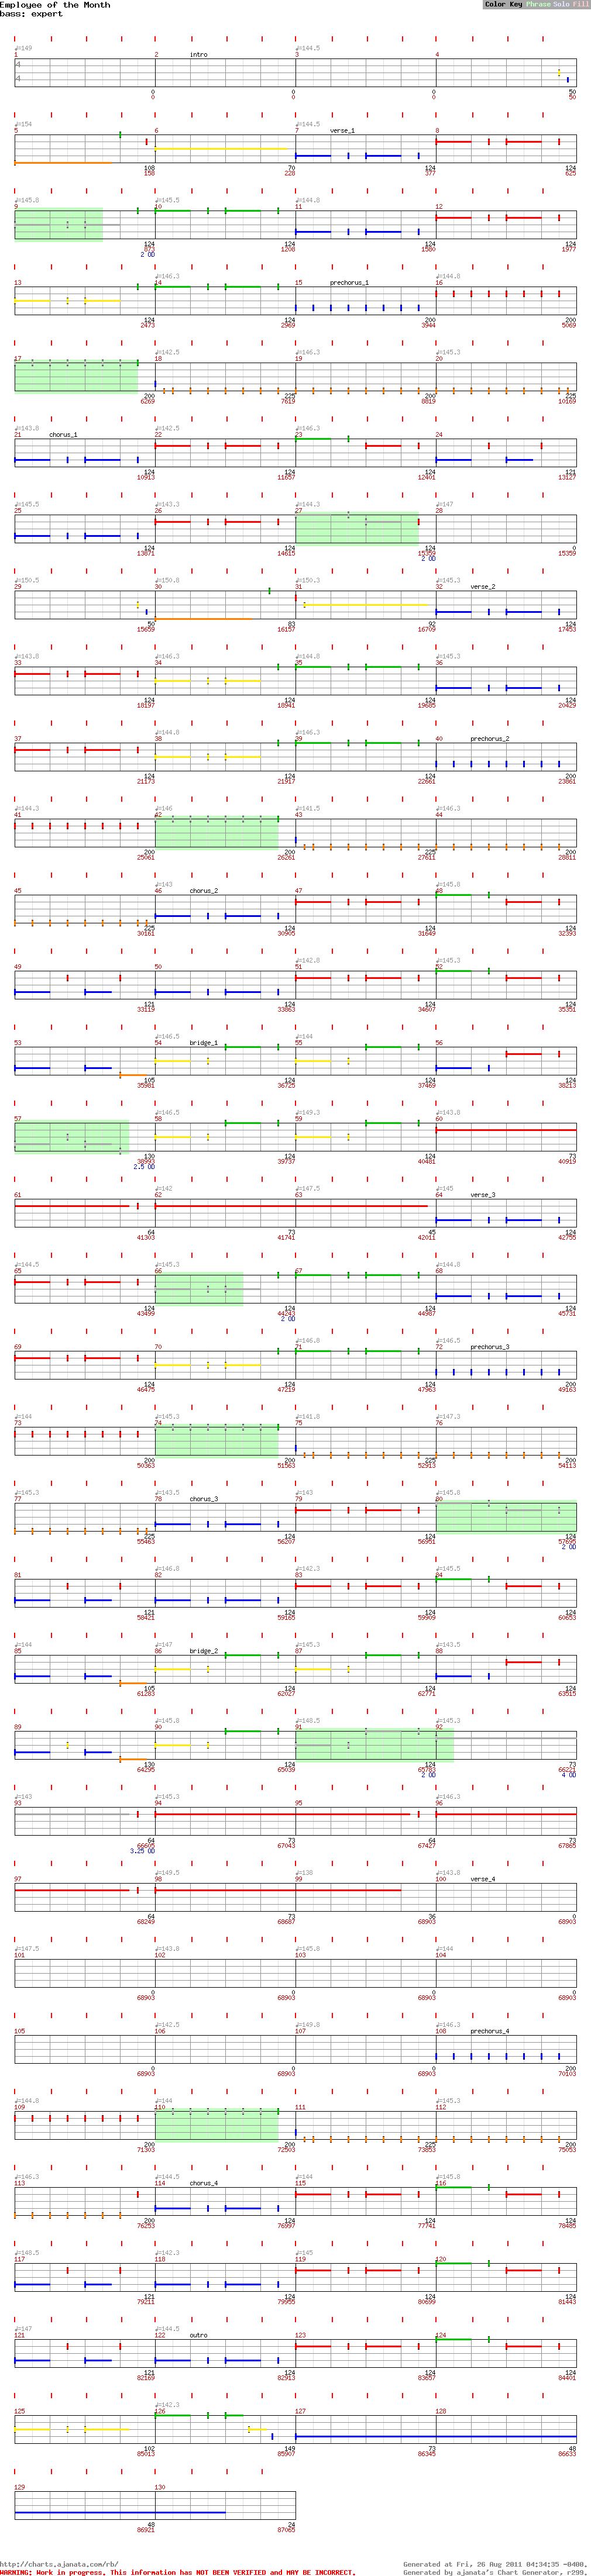 Employee of the Month
bass: expert
Color Key Phrase Solo Fill
♩=149 ♩=144.5
1 2 intro 3 4
0 0 0 50
0 0 0 50
♩=154 ♩=144.5
5 6 7 verse_1 8
108 70 124 124
158 228 377 625
♩=145.8 ♩=145.5 ♩=144.8
9 10 11 12
124 124 124 124
873 1208 1580 1977
2 OD
♩=146.3 ♩=144.8
13 14 15 prechorus_1 16
124 124 200 200
2473 2969 3944 5069
♩=142.5 ♩=146.3 ♩=145.3
17 18 19 20
200 225 200 225
6269 7619 8819 10169
♩=143.8 ♩=142.5 ♩=146.3
21 chorus_1 22 23 24
124 124 124 121
10913 11657 12401 13127
♩=145.5 ♩=143.3 ♩=144.3 ♩=147
25 26 27 28
124 124 124 0
13871 14615 15359 15359
2 OD
♩=150.5 ♩=150.8 ♩=150.3 ♩=145.3
29 30 31 32 verse_2
50 83 92 124
15659 16157 16709 17453
♩=143.8 ♩=146.3 ♩=144.8 ♩=145.3
33 34 35 36
124 124 124 124
18197 18941 19685 20429
♩=144.8 ♩=146.3
37 38 39 40 prechorus_2
124 124 124 200
21173 21917 22661 23861
♩=144.3 ♩=146 ♩=141.5 ♩=146.3
41 42 43 44
200 200 225 200
25061 26261 27611 28811
♩=143 ♩=145.8
45 46 chorus_2 47 48
225 124 124 124
30161 30905 31649 32393
♩=142.8 ♩=145.3
49 50 51 52
121 124 124 124
33119 33863 34607 35351
♩=146.5 ♩=144
53 54 bridge_1 55 56
105 124 124 124
35981 36725 37469 38213
♩=146.5 ♩=149.3 ♩=143.8
57 58 59 60
130 124 124 73
38993 39737 40481 40919
2.5 OD
♩=142 ♩=147.5 ♩=145
61 62 63 64 verse_3
64 73 45 124
41303 41741 42011 42755
♩=144.5 ♩=145.3 ♩=144.8
65 66 67 68
124 124 124 124
43499 44243 44987 45731
2 OD
♩=146.8 ♩=146.5
69 70 71 72 prechorus_3
124 124 124 200
46475 47219 47963 49163
♩=144 ♩=145.3 ♩=141.8 ♩=147.3
73 74 75 76
200 200 225 200
50363 51563 52913 54113
♩=145.3 ♩=143.5 ♩=143 ♩=145.8
77 78 chorus_3 79 80
225 124 124 124
55463 56207 56951 57695
2 OD
♩=146.8 ♩=142.3 ♩=145.5
81 82 83 84
121 124 124 124
58421 59165 59909 60653
♩=144 ♩=147 ♩=145.3 ♩=143.5
85 86 bridge_2 87 88
105 124 124 124
61283 62027 62771 63515
♩=145.8 ♩=148.5 ♩=145.3
89 90 91 92
130 124 124 73
64295 65039 65783 66221
2 OD 4 OD
♩=143 ♩=145.3 ♩=146.3
93 94 95 96
64 73 64 73
66605 67043 67427 67865
3.25 OD
♩=149.5 ♩=138 ♩=143.8
97 98 99 100 verse_4
64 73 36 0
68249 68687 68903 68903
♩=147.5 ♩=143.8 ♩=145.8 ♩=144
101 102 103 104
0 0 0 0
68903 68903 68903 68903
♩=142.5 ♩=149.8 ♩=146.3
105 106 107 108 prechorus_4
0 0 0 200
68903 68903 68903 70103
♩=144.8 ♩=144 ♩=145.3
109 110 111 112
200 200 225 200
71303 72503 73853 75053
♩=146.3 ♩=144.5 ♩=144 ♩=145.8
113 114 chorus_4 115 116
200 124 124 124
76253 76997 77741 78485
♩=148.5 ♩=142.3 ♩=145
117 118 119 120
121 124 124 124
79211 79955 80699 81443
♩=147 ♩=144.5
121 122 outro 123 124
121 124 124 124
82169 82913 83657 84401
♩=142.3
125 126 127 128
102 149 73 48
85013 85907 86345 86633
129 130
48 24
86921 87065
http://charts.ajanata.com/rb/ Generated at Fri, 26 Aug 2011 04:34:35 -0400.
WARNING: Work in progress. This information has NOT BEEN VERIFIED and MAY BE INCORRECT. Generated by ajanata's Chart Generator, r299.